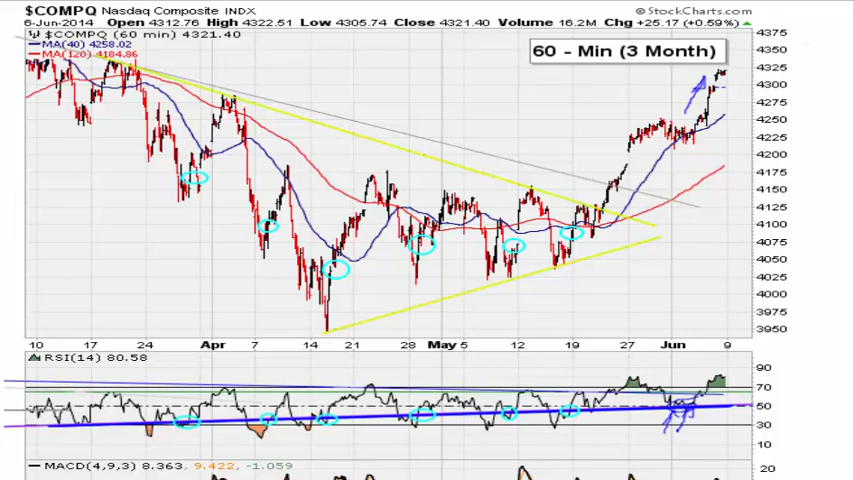 $COMPQ Nasdaq Composite INDX © StockCharts.com
6-Jun-2014 Open 4312.76 High 4322.51 Low 4305.74 Last 4321.40 Volume 16.2M Chg +25.17 (+0.59%)
$COMPQ (60 min) 4321.40
MA(40) 4258.02
MA(120) 4184.86
60 - Min (3 Month)
4375
4350
4325
4300
4275
4250
4225
4200
4175
4150
4125
4100
4075
4050
4025
4000
3975
3950
10 17 24 Apr 7 14 21 28 May 5 12 19 27 Jun 9
RSI(14) 80.58
90
70
50
30
10
MACD(4,9,3) 8.363, 9.422, -1.059
20